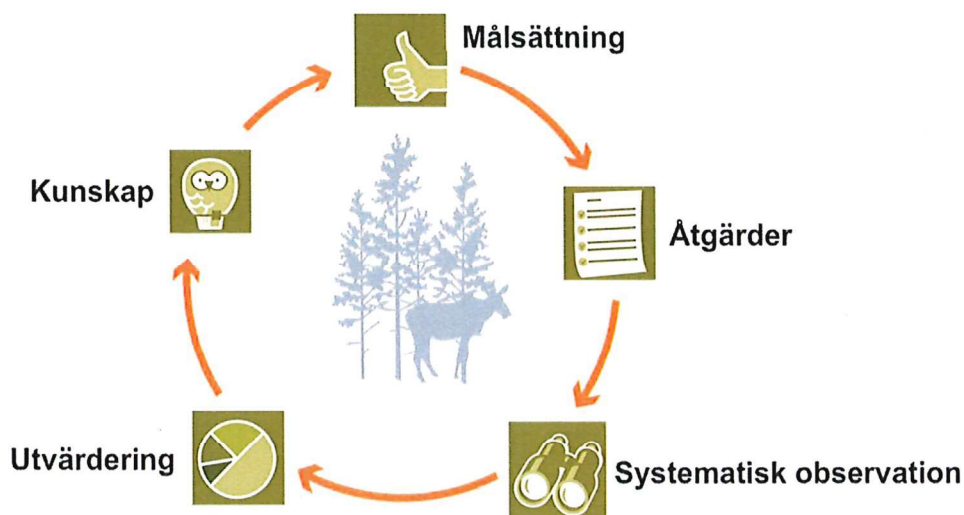 Målsättning
Åtgärder
Systematisk observation
Utvärdering
Kunskap